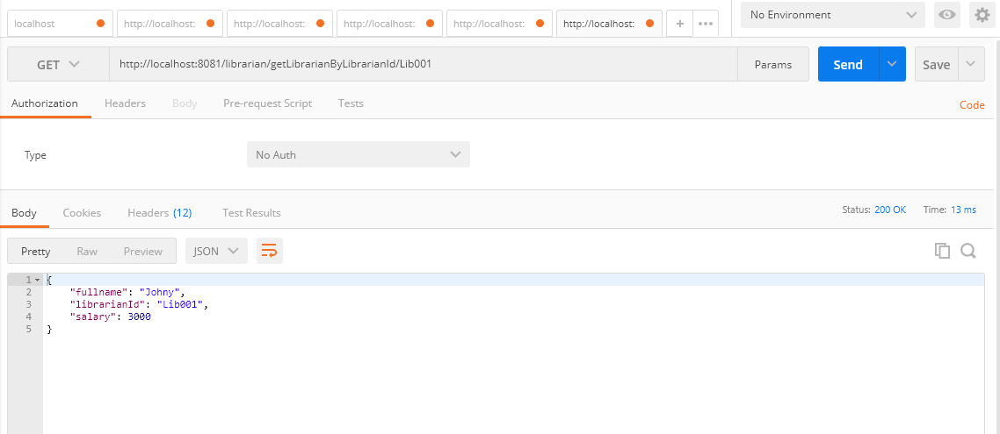 localhost http://localhost: http://localhost: http://localhost: http://localhost: http://localhost: + ••• No Environment
GET http://localhost:8081/librarian/getLibrarianByLibrarianId/Lib001 Params Send Save
Authorization Headers Body Pre-request Script Tests Code
Type No Auth
Body Cookies Headers (12) Test Results Status: 200 OK Time: 13 ms
Pretty Raw Preview JSON
1 {
2 "fullname": "Johny",
3 "librarianId": "Lib001",
4 "salary": 3000
5 }